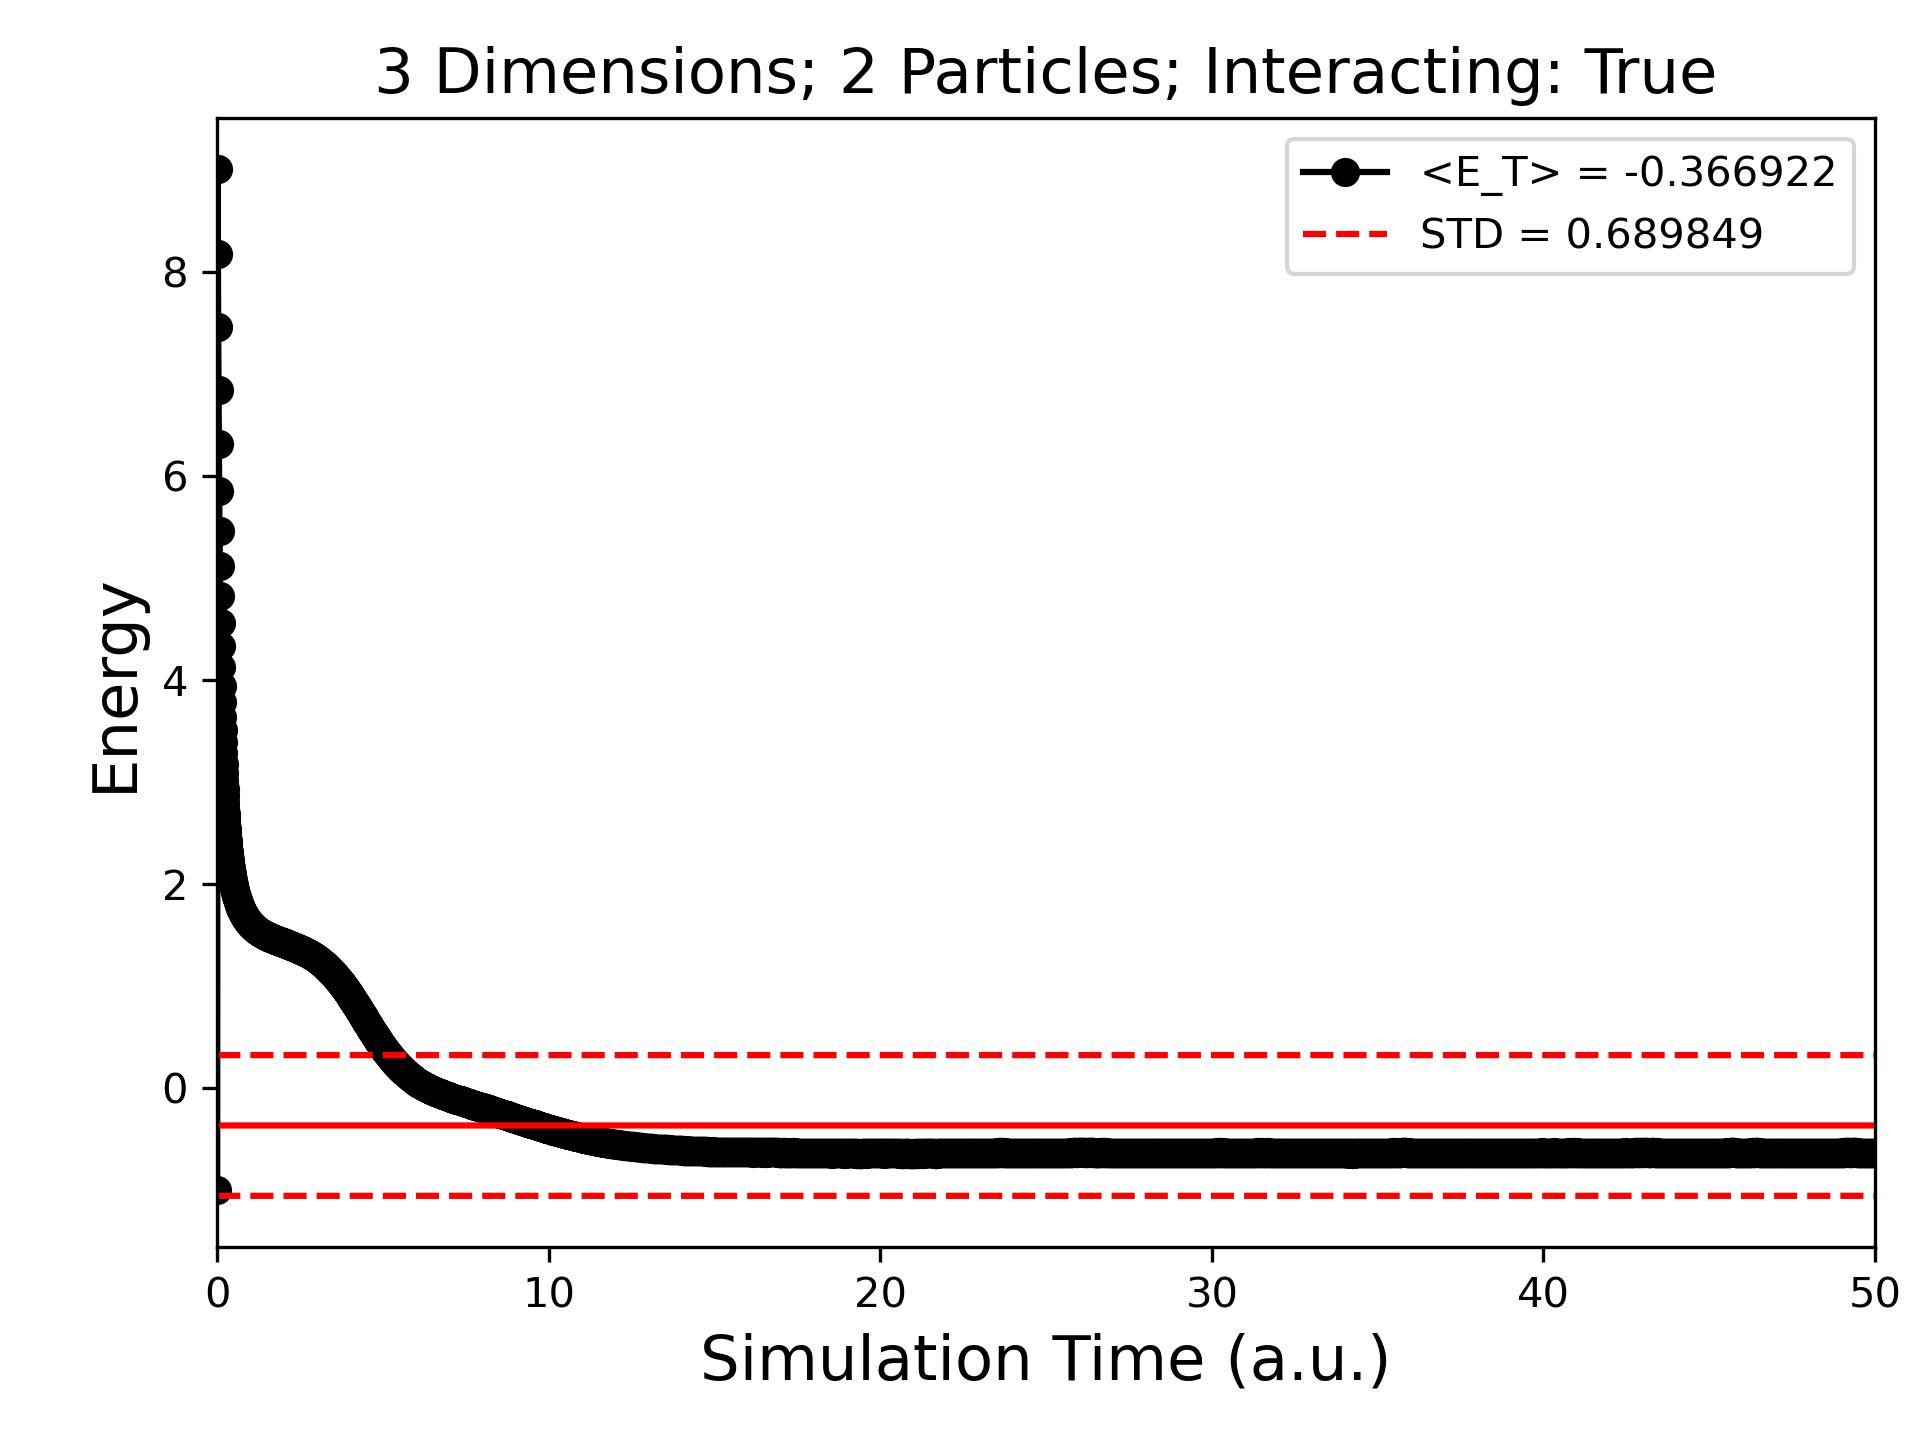 3 Dimensions; 2 Particles; Interacting: True
<E_T> = -0.366922
STD = 0.689849
Energy
8
6
4
2
0
0 10 20 30 40 50
Simulation Time (a.u.)